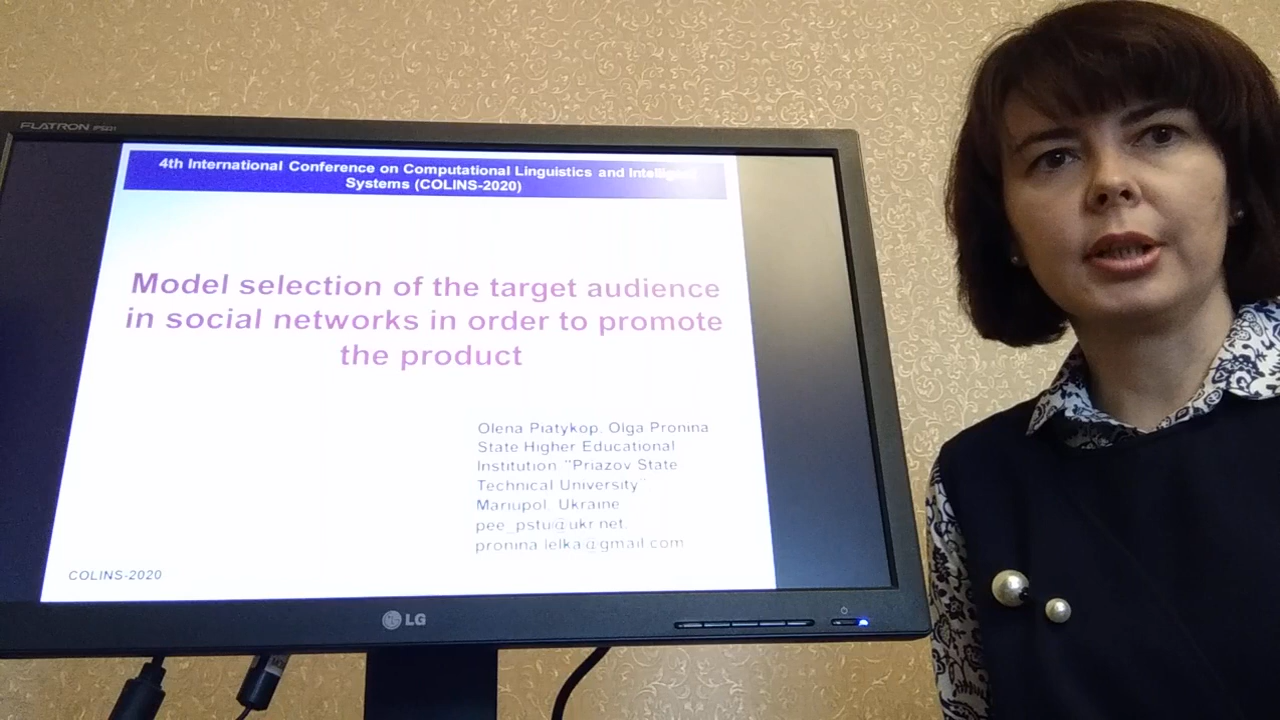 FLATRON IPS231
4th International Conference on Computational Linguistics and Intelligent
Systems (COLINS-2020)
Model selection of the target audience
in social networks in order to promote
the product
Olena Piatykop, Olga Pronina
State Higher Educational
Institution "Priazov State
Technical University"
Mariupol, Ukraine
pee_pstu@ukr.net,
pronina.lelka@gmail.com
COLINS-2020
LG